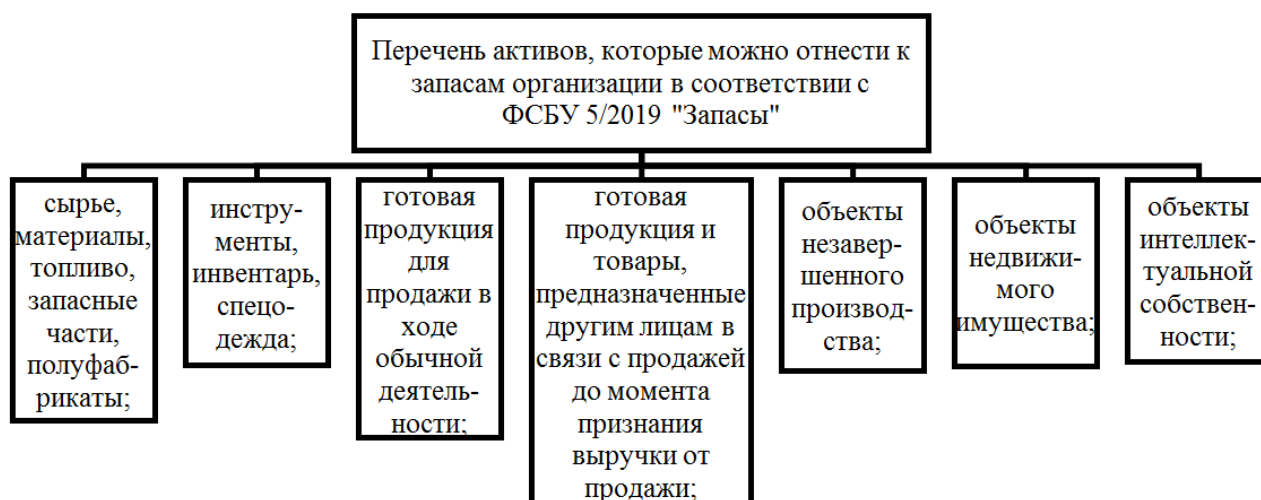 Перечень активов, которые можно отнести к
запасам организации в соответствии с
ФСБУ 5/2019 "Запасы"
сырье,
материалы,
топливо,
запасные
части,
полуфаб-
рикаты;
инстру-
менты,
инвентарь,
спецо-
дежда;
готовая
продукция
для
продажи в
ходе
обычной
деятель-
ности;
готовая
продукция и
товары,
предназначенные
другим лицам в
связи с продажей
до момента
признания
выручки от
продажи;
объекты
незавер-
шенного
производ-
ства;
объекты
недвижи-
мого
имущества;
объекты
интеллек-
туальной
собствен-
ности;